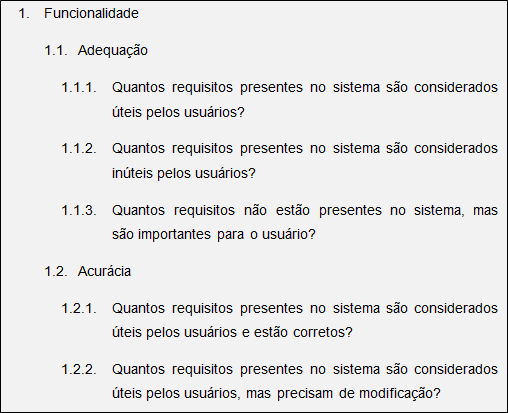 1. Funcionalidade
1.1. Adequação
1.1.1. Quantos requisitos presentes no sistema são considerados
úteis pelos usuários?
1.1.2. Quantos requisitos presentes no sistema são considerados
inúteis pelos usuários?
1.1.3. Quantos requisitos não estão presentes no sistema, mas
são importantes para o usuário?
1.2. Acurácia
1.2.1. Quantos requisitos presentes no sistema são considerados
úteis pelos usuários e estão corretos?
1.2.2. Quantos requisitos presentes no sistema são considerados
úteis pelos usuários, mas precisam de modificação?